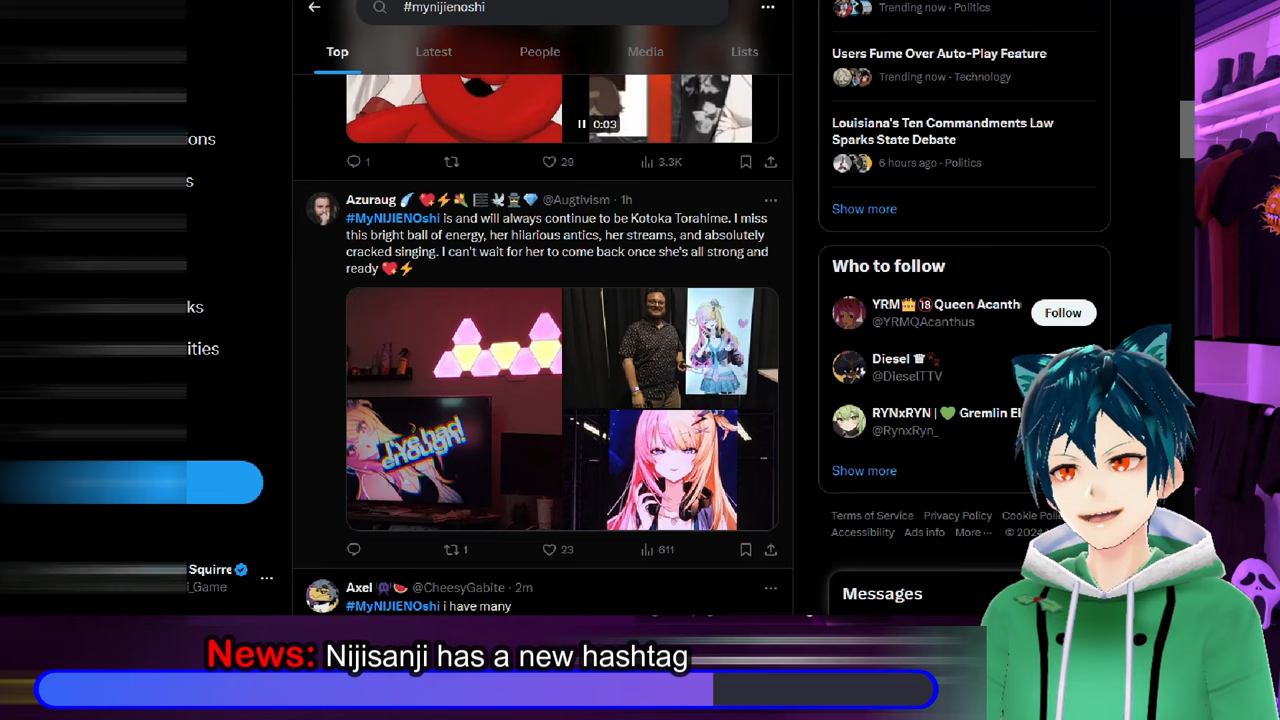 #mynijienoshi
Top
Latest
People
Media
Lists
0:03
1
29
3.3K
Azuraug
@Augtivism · 1h
#MyNIJIENOshi is and will always continue to be Kotoka Torahime. I miss
this bright ball of energy, her hilarious antics, her streams, and absolutely
cracked singing. I can't wait for her to come back once she's all strong and
ready
I've had
enough!
1
23
611
Axel
@CheesyGabite · 2m
#MyNIJIENOshi i have many
Trending now · Politics
Users Fume Over Auto-Play Feature
Trending now · Technology
Louisiana's Ten Commandments Law
Sparks State Debate
6 hours ago · Politics
Show more
Who to follow
YRM👑🔞Queen Acanth
@YRMQAcanthus
Follow
Diesel
@DieselTTV
RYNxRYN | 💚 Gremlin
@RynxRyn_
Show more
Terms of Service Privacy Policy Cookie
Accessibility Ads info More ··· © 2024
Messages
ons
s
ks
ities
Squirre
_Game
News: Nijisanji has a new hashtag